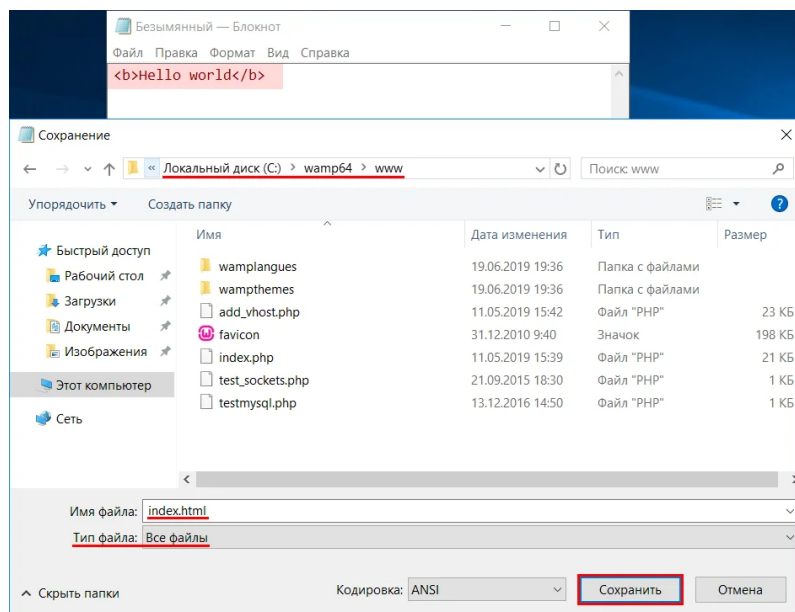 Безымянный — Блокнот
Файл Правка Формат Вид Справка
<b>Hello world</b>
Сохранение
« Локальный диск (C:) > wamp64 > www
Поиск: www
Упорядочить Создать папку
Имя Дата изменения Тип Размер
Быстрый доступ
Рабочий стол
Загрузки
Документы
Изображения
Этот компьютер
Сеть
wamplangues 19.06.2019 19:36 Папка с файлами
wampthemes 19.06.2019 19:36 Папка с файлами
add_vhost.php 11.05.2019 15:42 Файл "PHP" 23 КБ
favicon 31.12.2010 9:40 Значок 198 КБ
index.php 11.05.2019 15:39 Файл "PHP" 21 КБ
test_sockets.php 21.09.2015 18:30 Файл "PHP" 1 КБ
testmysql.php 13.12.2016 14:50 Файл "PHP" 1 КБ
Имя файла: index.html
Тип файла: Все файлы
Скрыть папки Кодировка: ANSI Сохранить Отмена